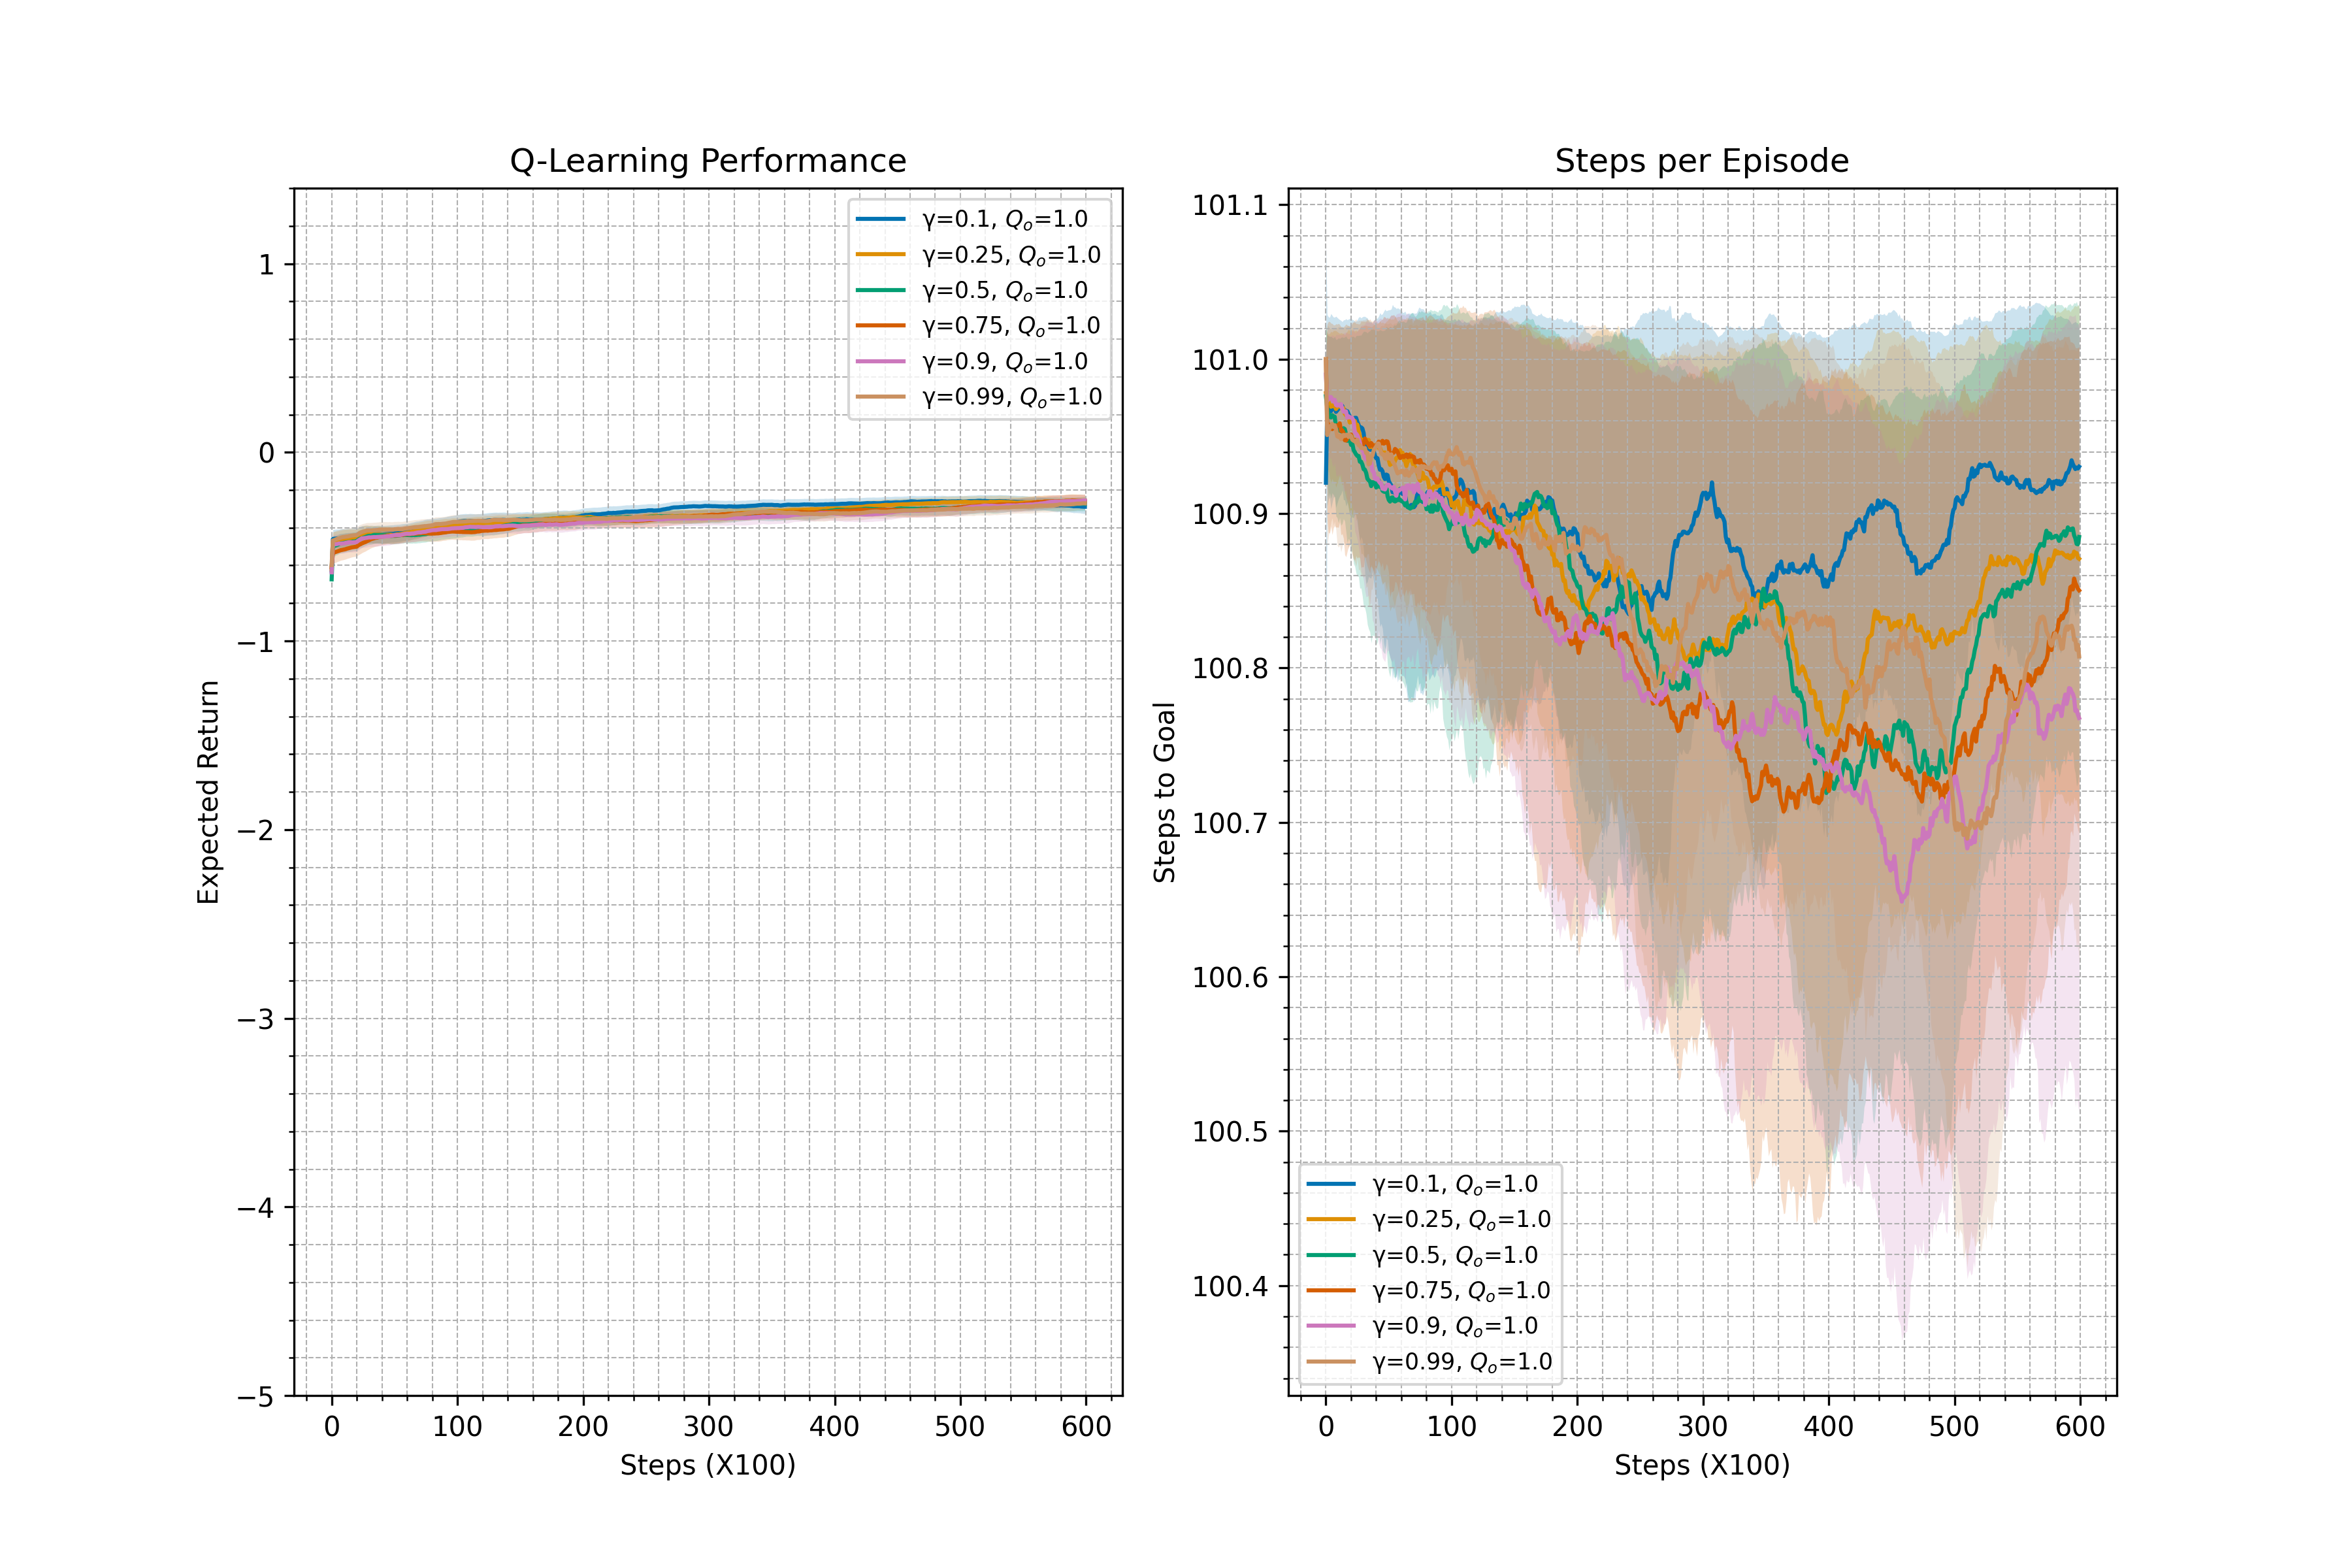 Q-Learning Performance
Expected Return
1
0
−1
−2
−3
−4
−5
γ=0.1, Qₒ=1.0
γ=0.25, Qₒ=1.0
γ=0.5, Qₒ=1.0
γ=0.75, Qₒ=1.0
γ=0.9, Qₒ=1.0
γ=0.99, Qₒ=1.0
0 100 200 300 400 500 600
Steps (X100)
Steps per Episode
Steps to Goal
101.1
101.0
100.9
100.8
100.7
100.6
100.5
100.4
γ=0.1, Qₒ=1.0
γ=0.25, Qₒ=1.0
γ=0.5, Qₒ=1.0
γ=0.75, Qₒ=1.0
γ=0.9, Qₒ=1.0
γ=0.99, Qₒ=1.0
0 100 200 300 400 500 600
Steps (X100)